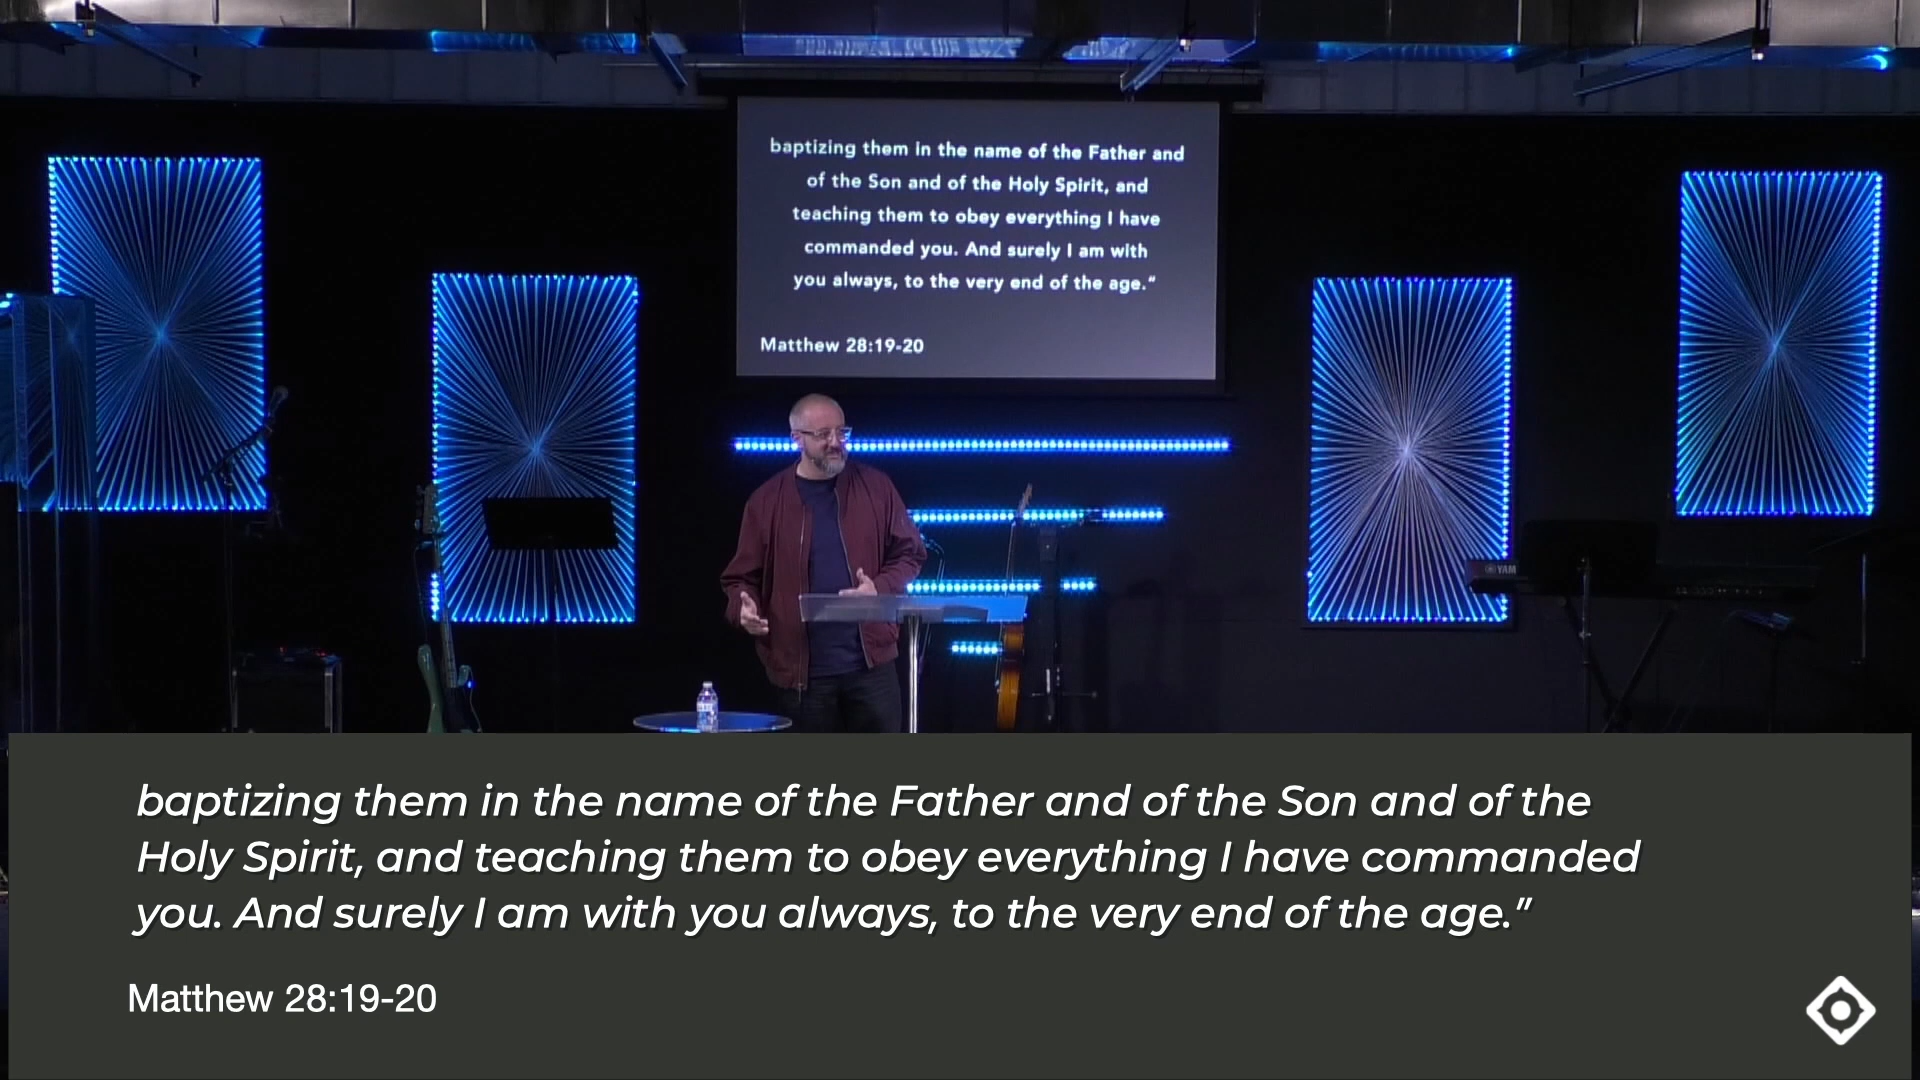 baptizing them in the name of the Father and
of the Son and of the Holy Spirit, and
teaching them to obey everything I have
commanded you. And surely I am with
you always, to the very end of the age."
Matthew 28:19-20
YAM
baptizing them in the name of the Father and of the Son and of the
Holy Spirit, and teaching them to obey everything I have commanded
you. And surely I am with you always, to the very end of the age.”
Matthew 28:19-20